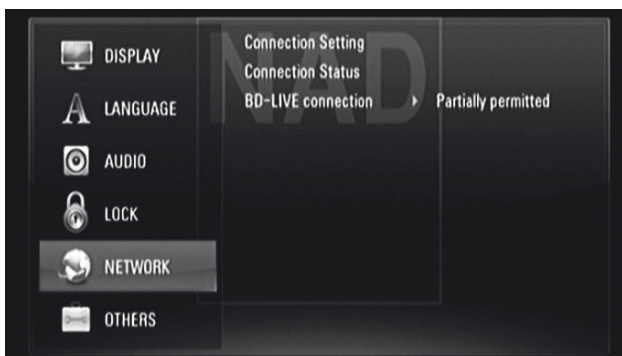 NAD
DISPLAY
LANGUAGE
AUDIO
LOCK
NETWORK
OTHERS
Connection Setting
Connection Status
BD-LIVE connection Partially permitted